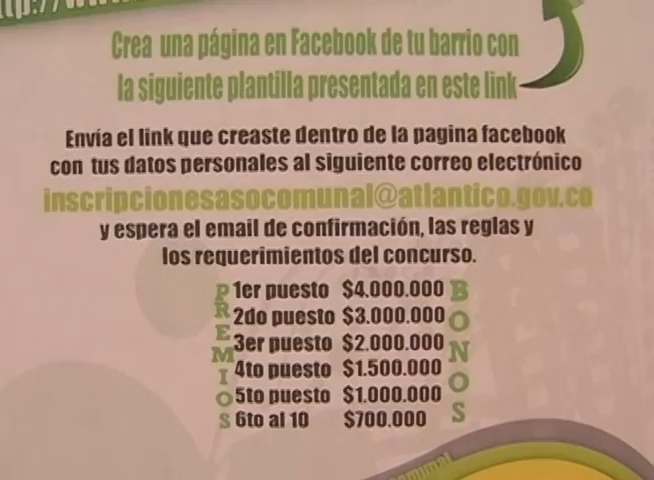 Crea una página en Facebook de tu barrio con
la siguiente plantilla presentada en este link
Envía el link que creaste dentro de la pagina facebook
con tus datos personales al siguiente correo electrónico
inscripcionesasocomunal@atlantico.gov.co
y espera el email de confirmación, las reglas y
los requerimientos del concurso.
PREMIOS
1er puesto $4.000.000
2do puesto $3.000.000
3er puesto $2.000.000
4to puesto $1.500.000
5to puesto $1.000.000
6to al 10 $700.000
BONOS